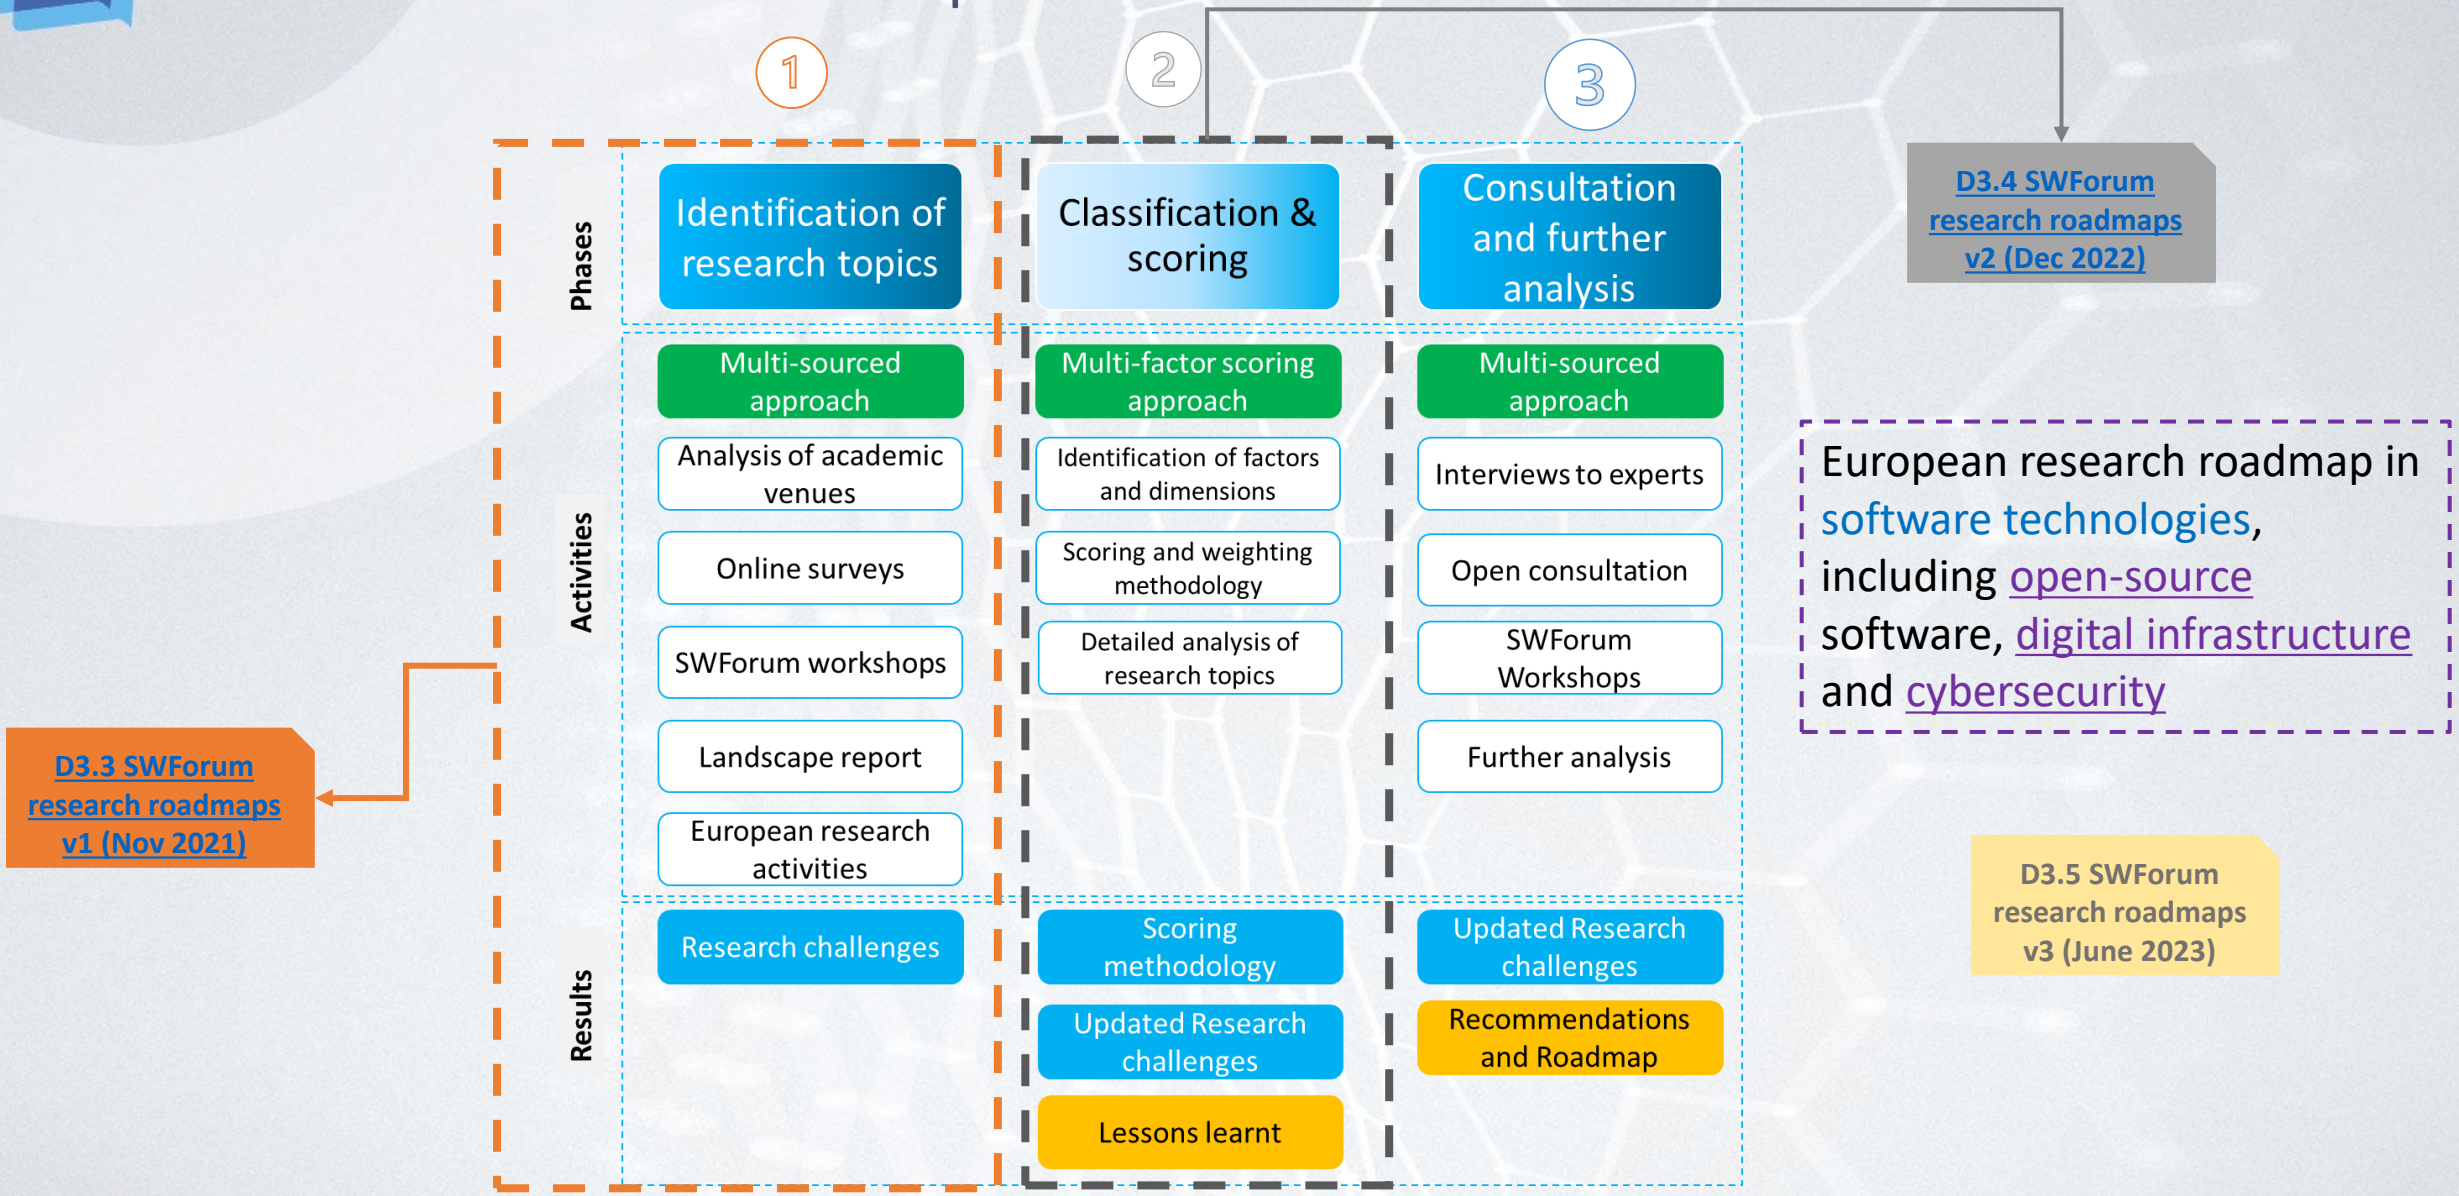 1
2
3
Phases
Identification of
research topics
Classification &
scoring
Consultation
and further
analysis
D3.4 SWForum
research roadmaps
v2 (Dec 2022)
Activities
Multi-sourced
approach
Analysis of academic
venues
Online surveys
SWForum workshops
Landscape report
European research
activities
Multi-factor scoring
approach
Identification of factors
and dimensions
Scoring and weighting
methodology
Detailed analysis of
research topics
Multi-sourced
approach
Interviews to experts
Open consultation
SWForum
Workshops
Further analysis
European research roadmap in
software technologies,
including open-source
software, digital infrastructure
and cybersecurity
D3.3 SWForum
research roadmaps
v1 (Nov 2021)
Results
Research challenges
Scoring
methodology
Updated Research
challenges
Lessons learnt
Updated Research
challenges
Recommendations
and Roadmap
D3.5 SWForum
research roadmaps
v3 (June 2023)